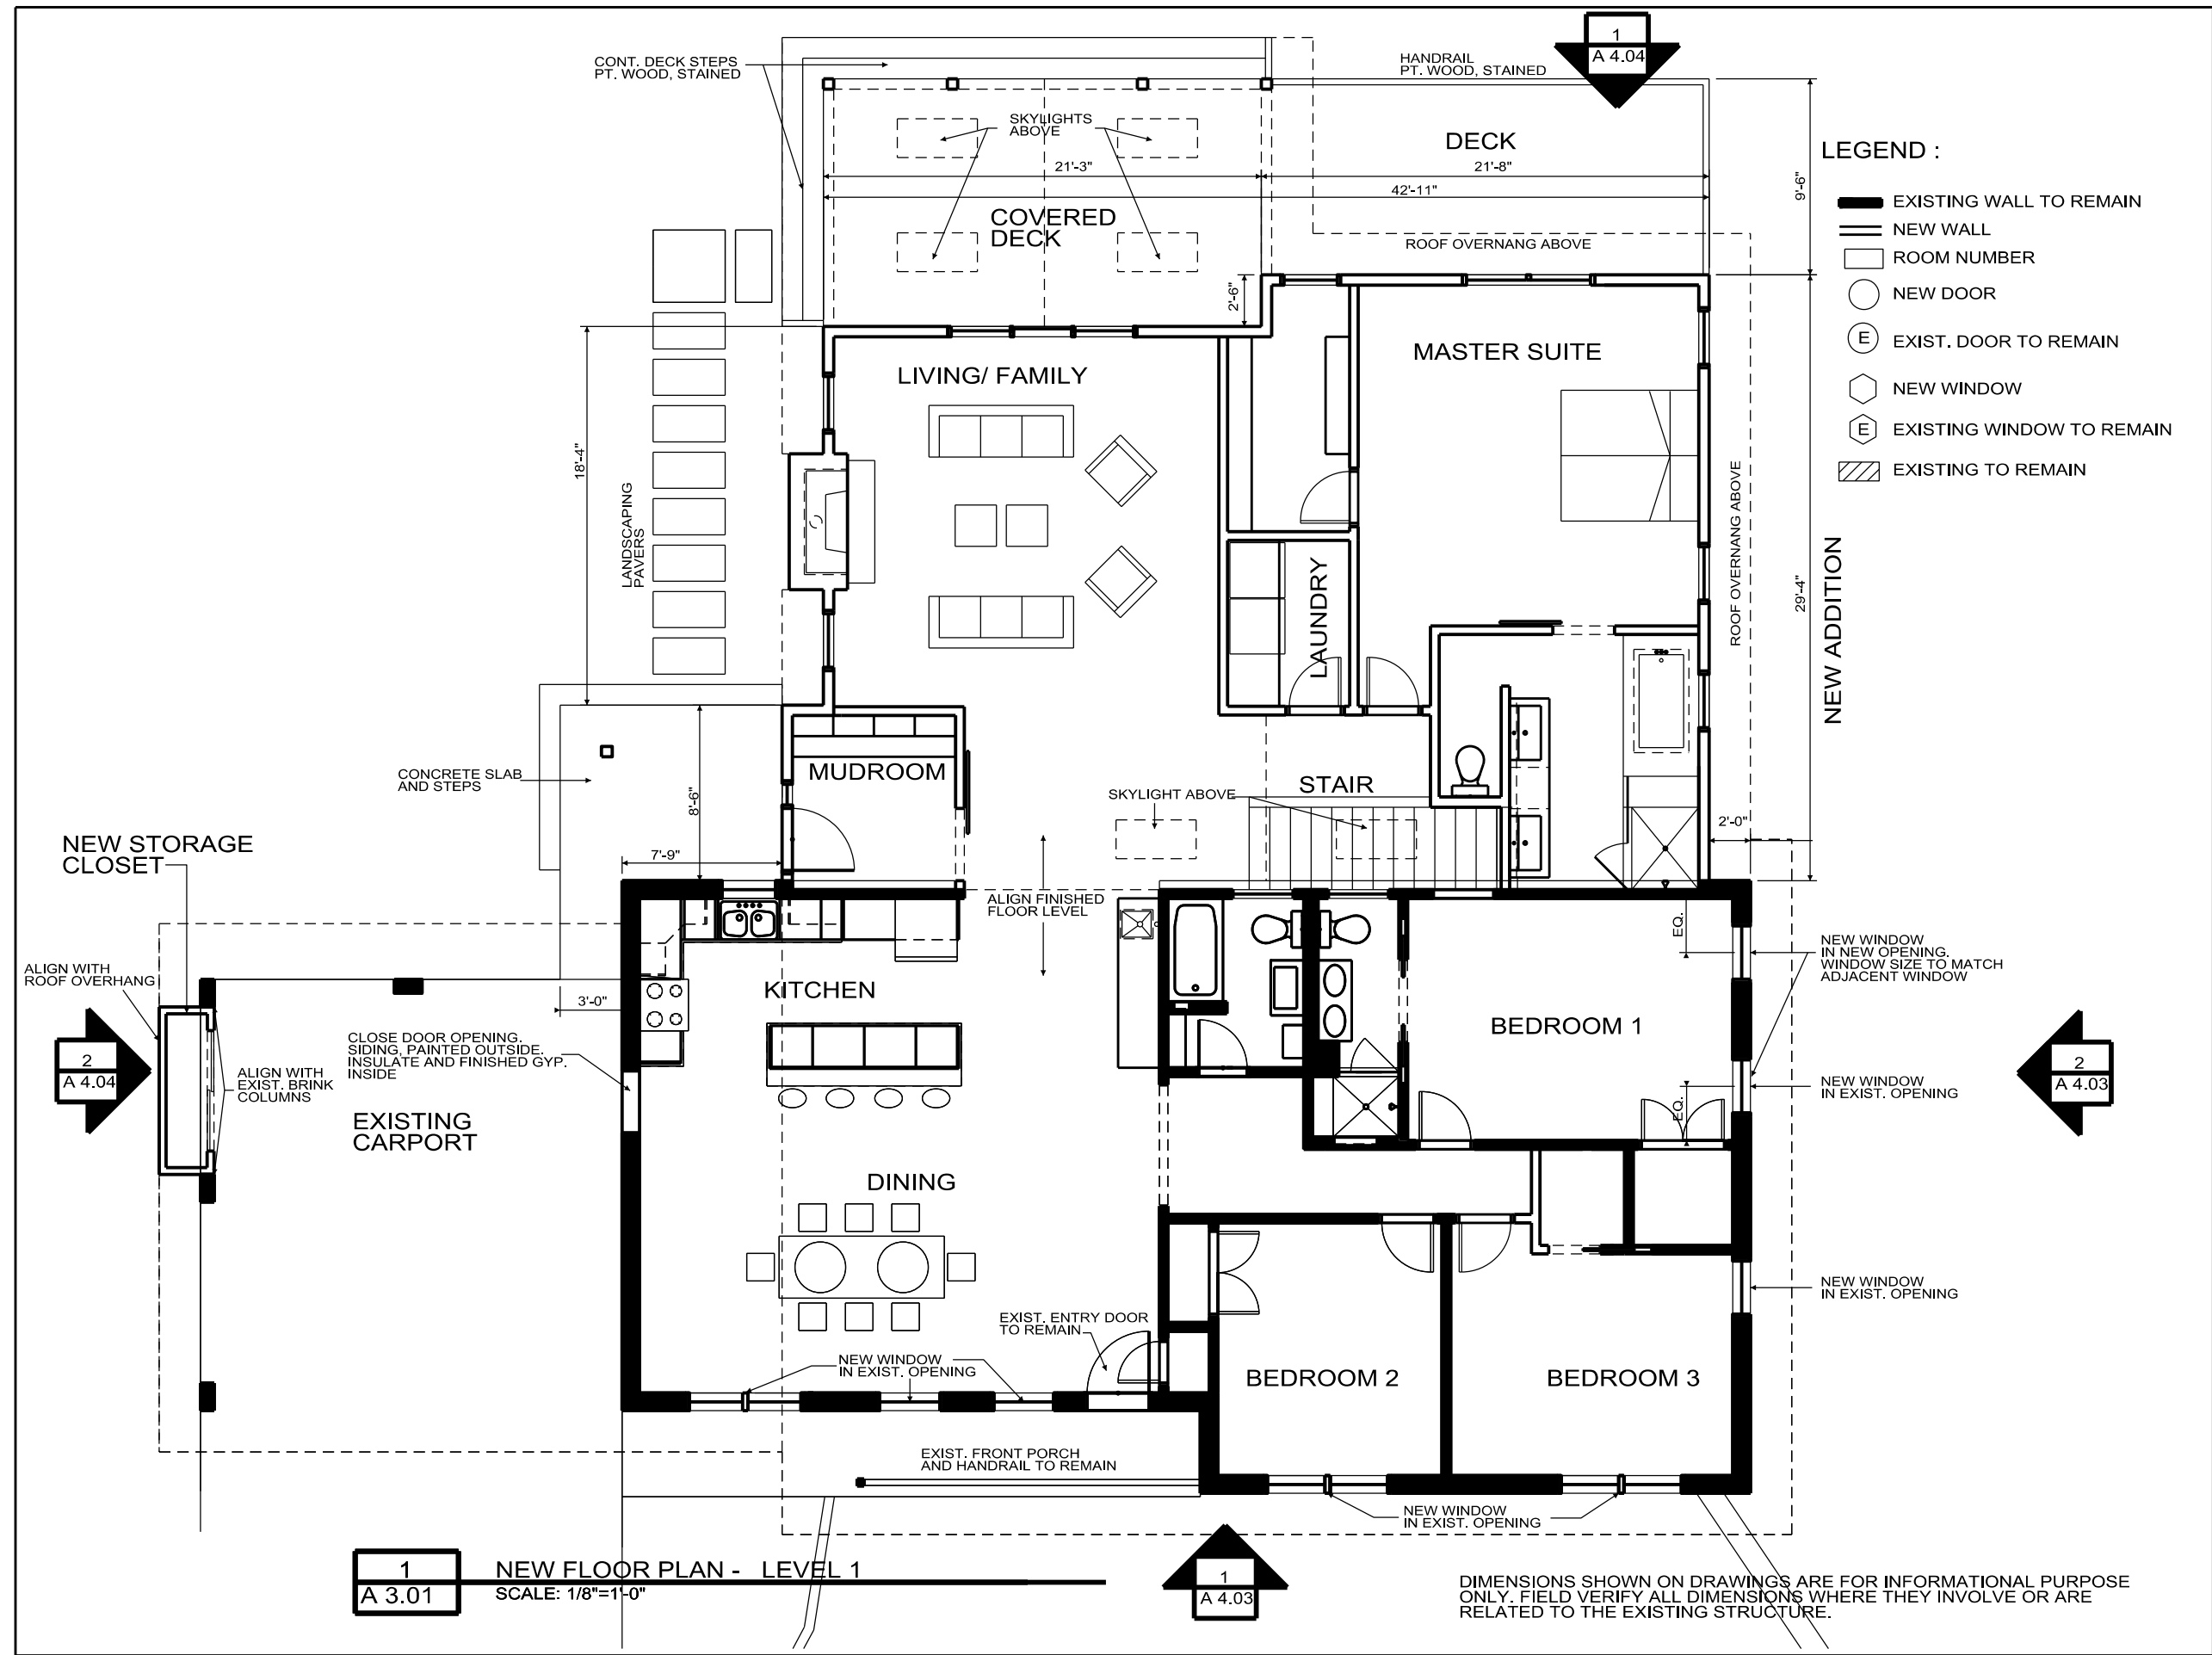 CONT. DECK STEPS
PT. WOOD, STAINED
HANDRAIL
PT. WOOD, STAINED
1
A 4.04
SKYLIGHTS
ABOVE
DECK
21'-3"
21'-8"
42'-11"
9'-6"
COVERED
DECK
ROOF OVERNANG ABOVE
LEGEND :
EXISTING WALL TO REMAIN
NEW WALL
ROOM NUMBER
NEW DOOR
E
EXIST. DOOR TO REMAIN
NEW WINDOW
E
EXISTING WINDOW TO REMAIN
EXISTING TO REMAIN
2'-6"
LIVING/ FAMILY
MASTER SUITE
18'-4"
LANDSCAPING
PAVERS
LAUNDRY
ROOF OVERNANG ABOVE
29'-4"
NEW ADDITION
CONCRETE SLAB
AND STEPS
MUDROOM
8'-6"
SKYLIGHT ABOVE
STAIR
2'-0"
NEW STORAGE
CLOSET
7'-9"
ALIGN FINISHED
FLOOR LEVEL
EQ.
NEW WINDOW
IN NEW OPENING.
WINDOW SIZE TO MATCH
ADJACENT WINDOW
ALIGN WITH
ROOF OVERHANG
3'-0"
KITCHEN
BEDROOM 1
CLOSE DOOR OPENING.
SIDING, PAINTED OUTSIDE.
INSULATE AND FINISHED GYP.
INSIDE
2
A 4.04
ALIGN WITH
EXIST. BRINK
COLUMNS
2
A 4.03
NEW WINDOW
IN EXIST. OPENING
EQ.
EXISTING
CARPORT
DINING
NEW WINDOW
IN EXIST. OPENING
EXIST. ENTRY DOOR
TO REMAIN
NEW WINDOW
IN EXIST. OPENING
BEDROOM 2
BEDROOM 3
EXIST. FRONT PORCH
AND HANDRAIL TO REMAIN
NEW WINDOW
IN EXIST. OPENING
1
A 3.01
NEW FLOOR PLAN - LEVEL 1
SCALE: 1/8"=1'-0"
1
A 4.03
DIMENSIONS SHOWN ON DRAWINGS ARE FOR INFORMATIONAL PURPOSE
ONLY. FIELD VERIFY ALL DIMENSIONS WHERE THEY INVOLVE OR ARE
RELATED TO THE EXISTING STRUCTURE.